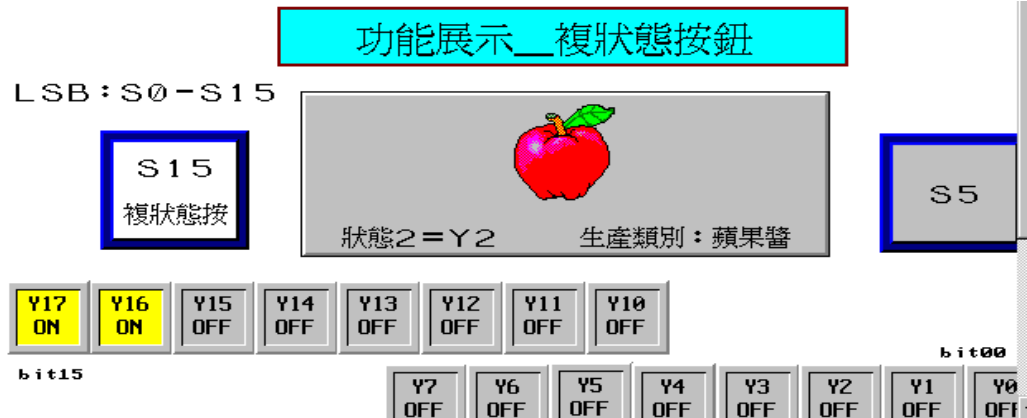 功能展示__複狀態按鈕
LSB：S0－S15
S15
複狀態按
狀態2＝Y2 生產類別：蘋果醬
S5
Y17 Y16 Y15 Y14 Y13 Y12 Y11 Y10
ON ON OFF OFF OFF OFF OFF OFF
bit00
bit15
Y7 Y6 Y5 Y4 Y3 Y2 Y1 Y0
OFF OFF OFF OFF OFF OFF OFF OFF